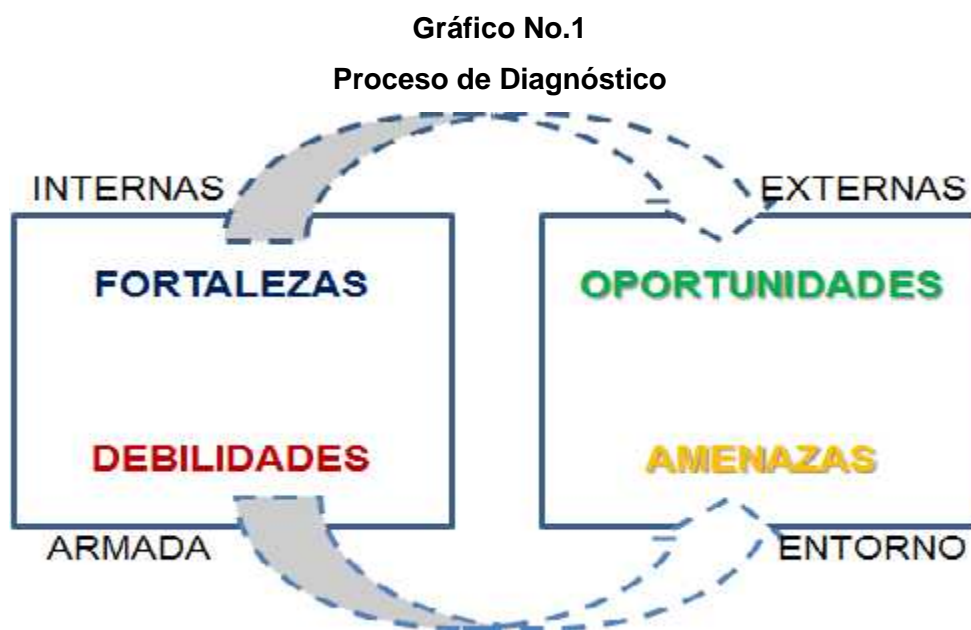 Gráfico No.1
Proceso de Diagnóstico
INTERNAS
EXTERNAS
FORTALEZAS
OPORTUNIDADES
DEBILIDADES
AMENAZAS
ARMADA
ENTORNO